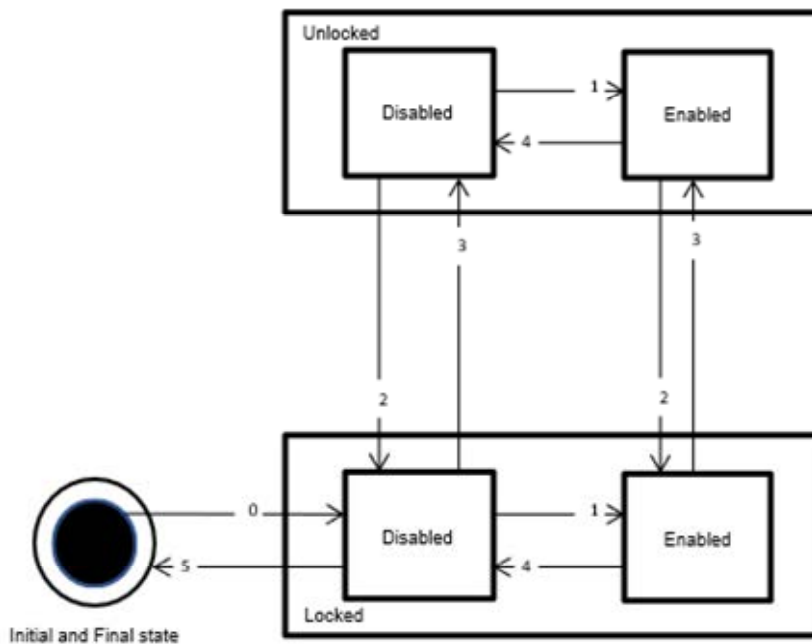 Unlocked
Disabled
1
Enabled
4
3
3
2
2
0
Disabled
1
Enabled
5
4
Locked
Initial and Final state